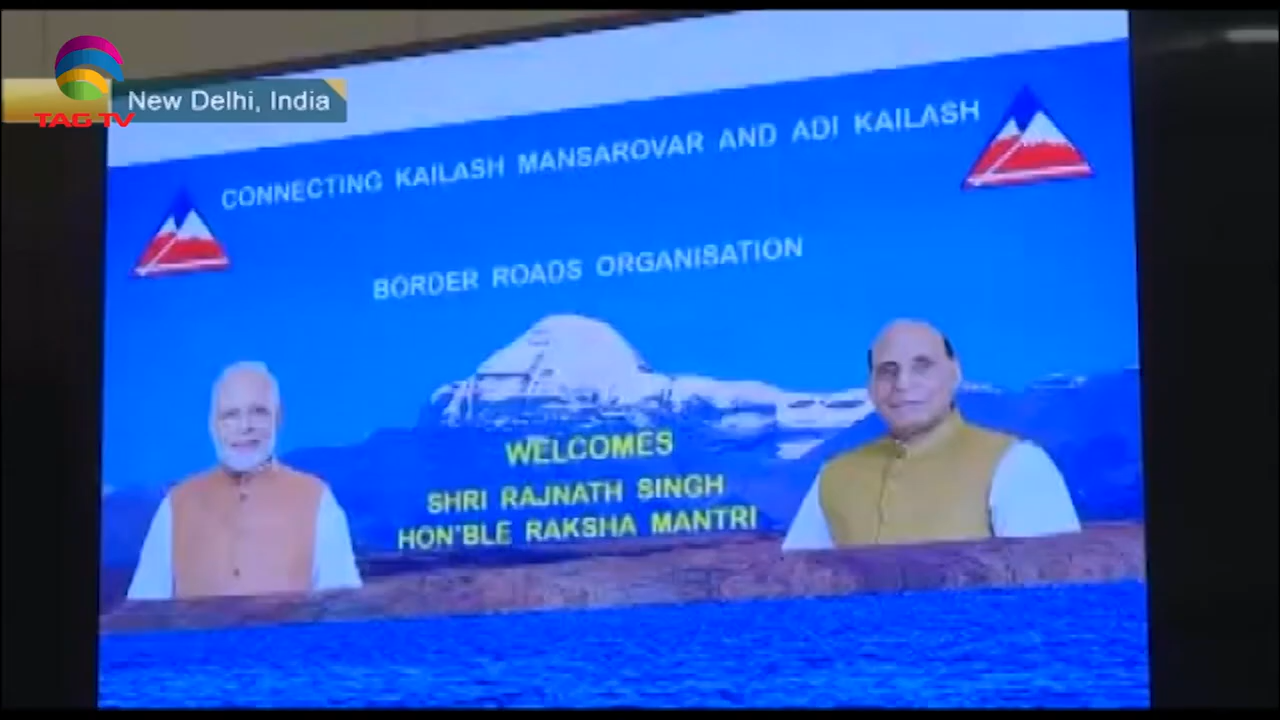 New Delhi, India
TAG TV
CONNECTING KAILASH MANSAROVAR AND ADI KAILASH
BORDER ROADS ORGANISATION
WELCOMES
SHRI RAJNATH SINGH
HON'BLE RAKSHA MANTRI